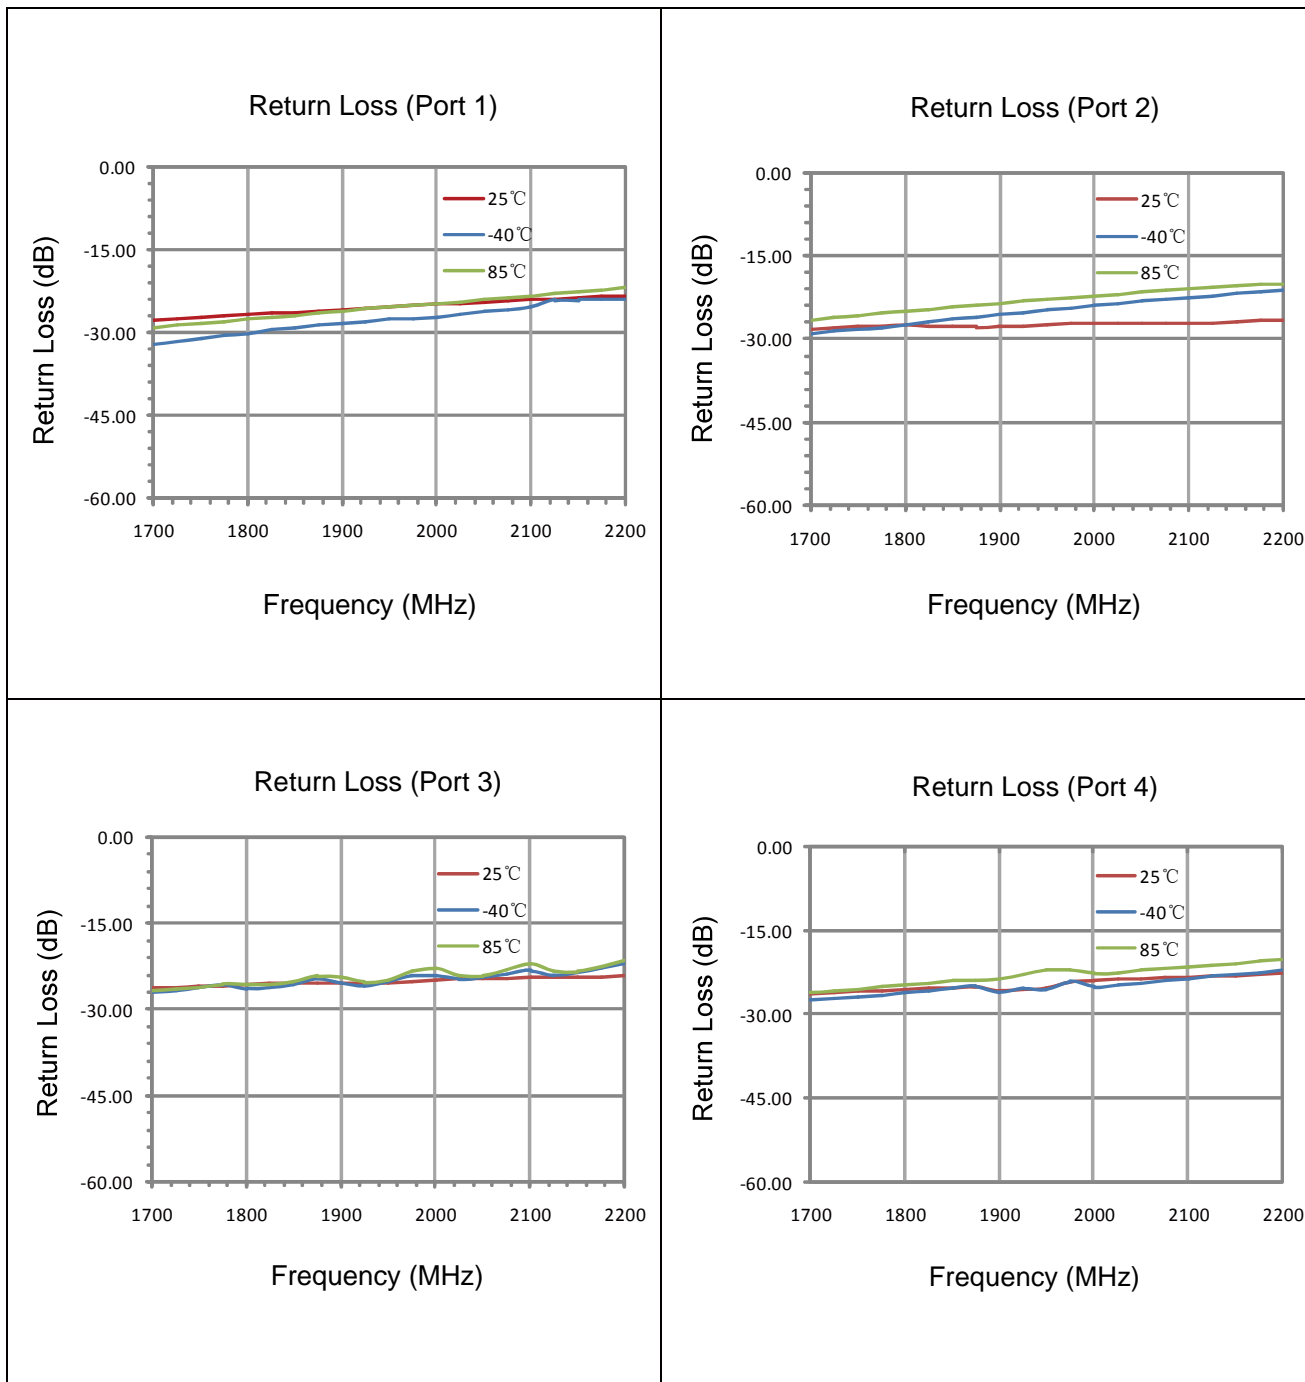 Return Loss (Port 1)
Return Loss (dB)
0.00
-15.00
-30.00
-45.00
-60.00
25℃
-40℃
85℃
1700 1800 1900 2000 2100 2200
Frequency (MHz)
Return Loss (Port 2)
Return Loss (dB)
0.00
-15.00
-30.00
-45.00
-60.00
25℃
-40℃
85℃
1700 1800 1900 2000 2100 2200
Frequency (MHz)
Return Loss (Port 3)
Return Loss (dB)
0.00
-15.00
-30.00
-45.00
-60.00
25℃
-40℃
85℃
1700 1800 1900 2000 2100 2200
Frequency (MHz)
Return Loss (Port 4)
Return Loss (dB)
0.00
-15.00
-30.00
-45.00
-60.00
25℃
-40℃
85℃
1700 1800 1900 2000 2100 2200
Frequency (MHz)